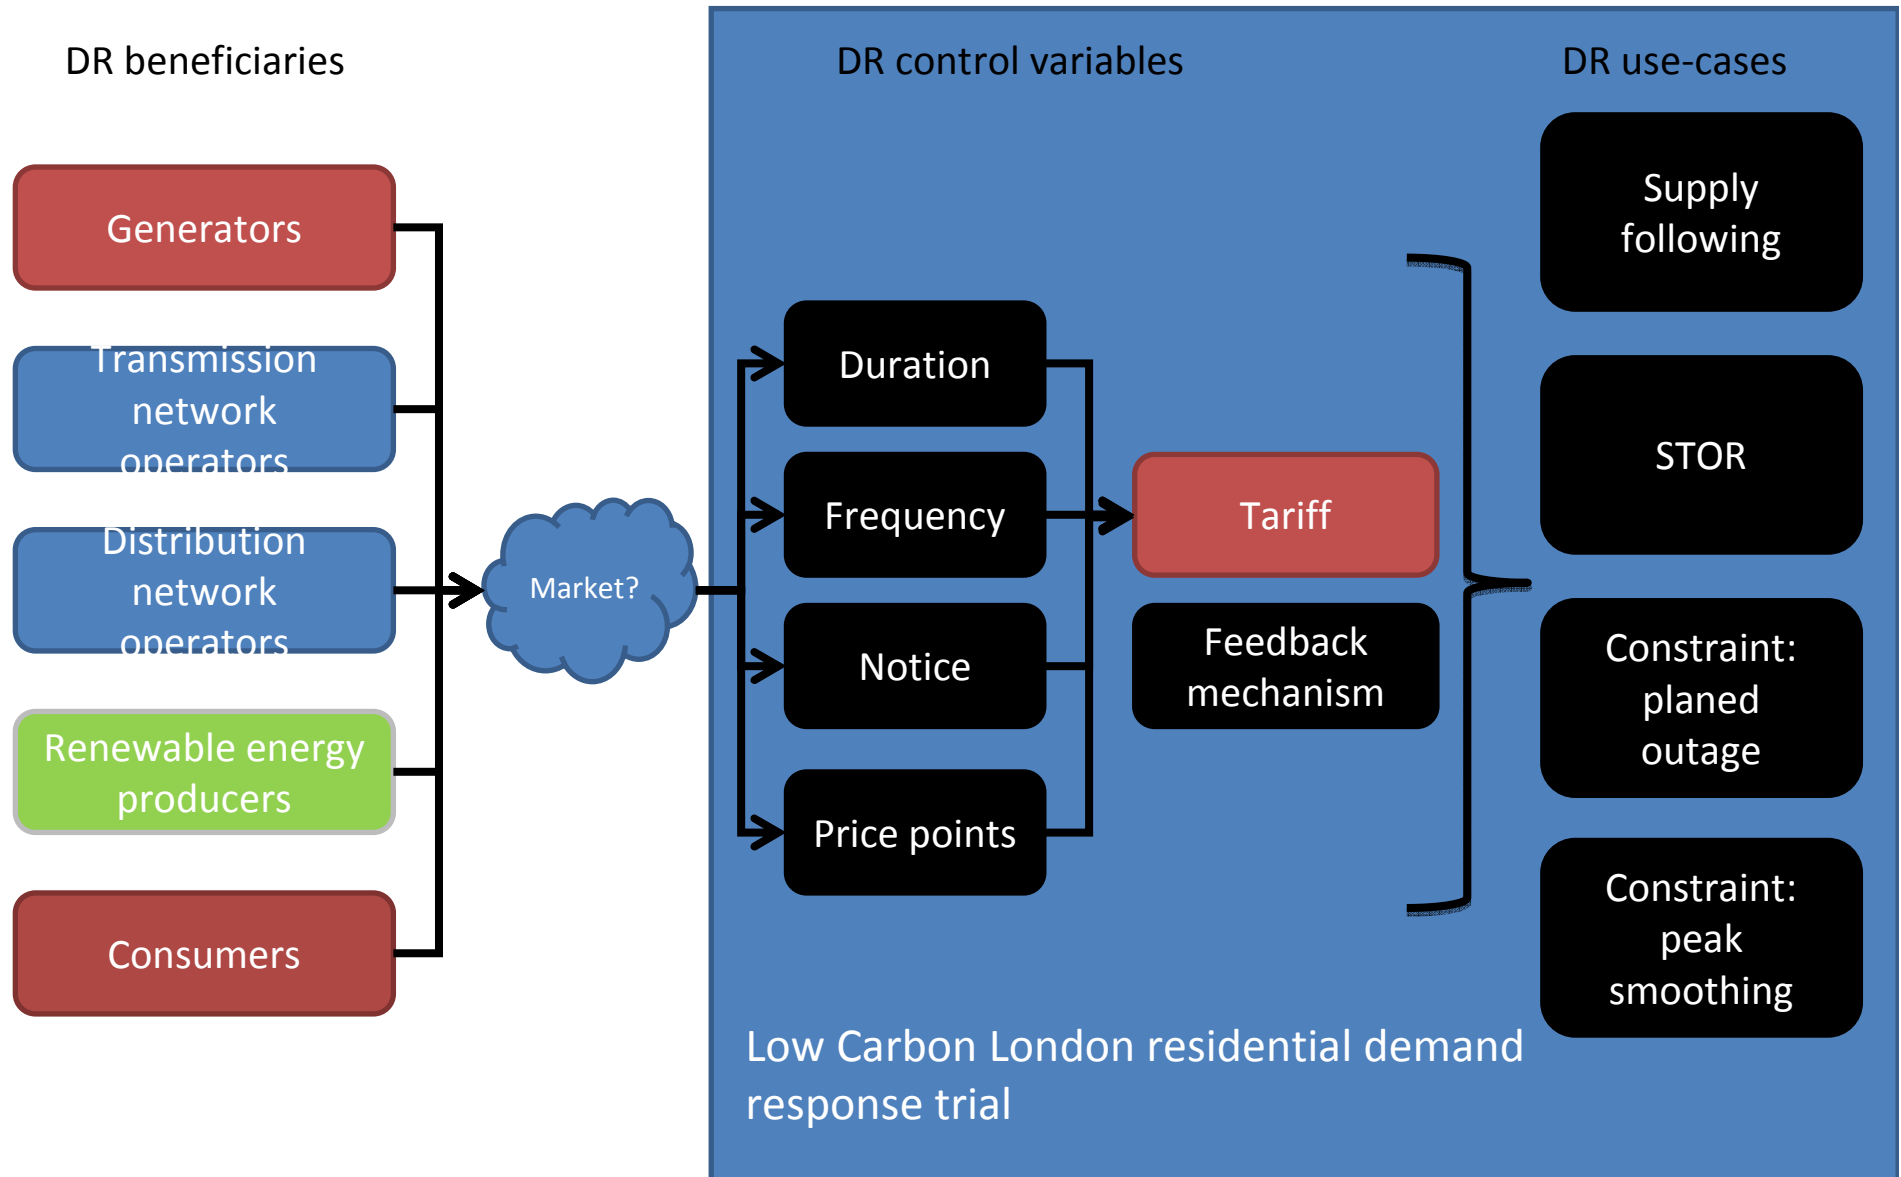 DR beneficiaries
DR control variables
DR use-cases
Generators
Transmission
network
operators
Distribution
network
operators
Renewable energy
producers
Consumers
Market?
Duration
Frequency
Notice
Price points
Tariff
Feedback
mechanism
Supply
following
STOR
Constraint:
planed
outage
Constraint:
peak
smoothing
Low Carbon London residential demand
response trial